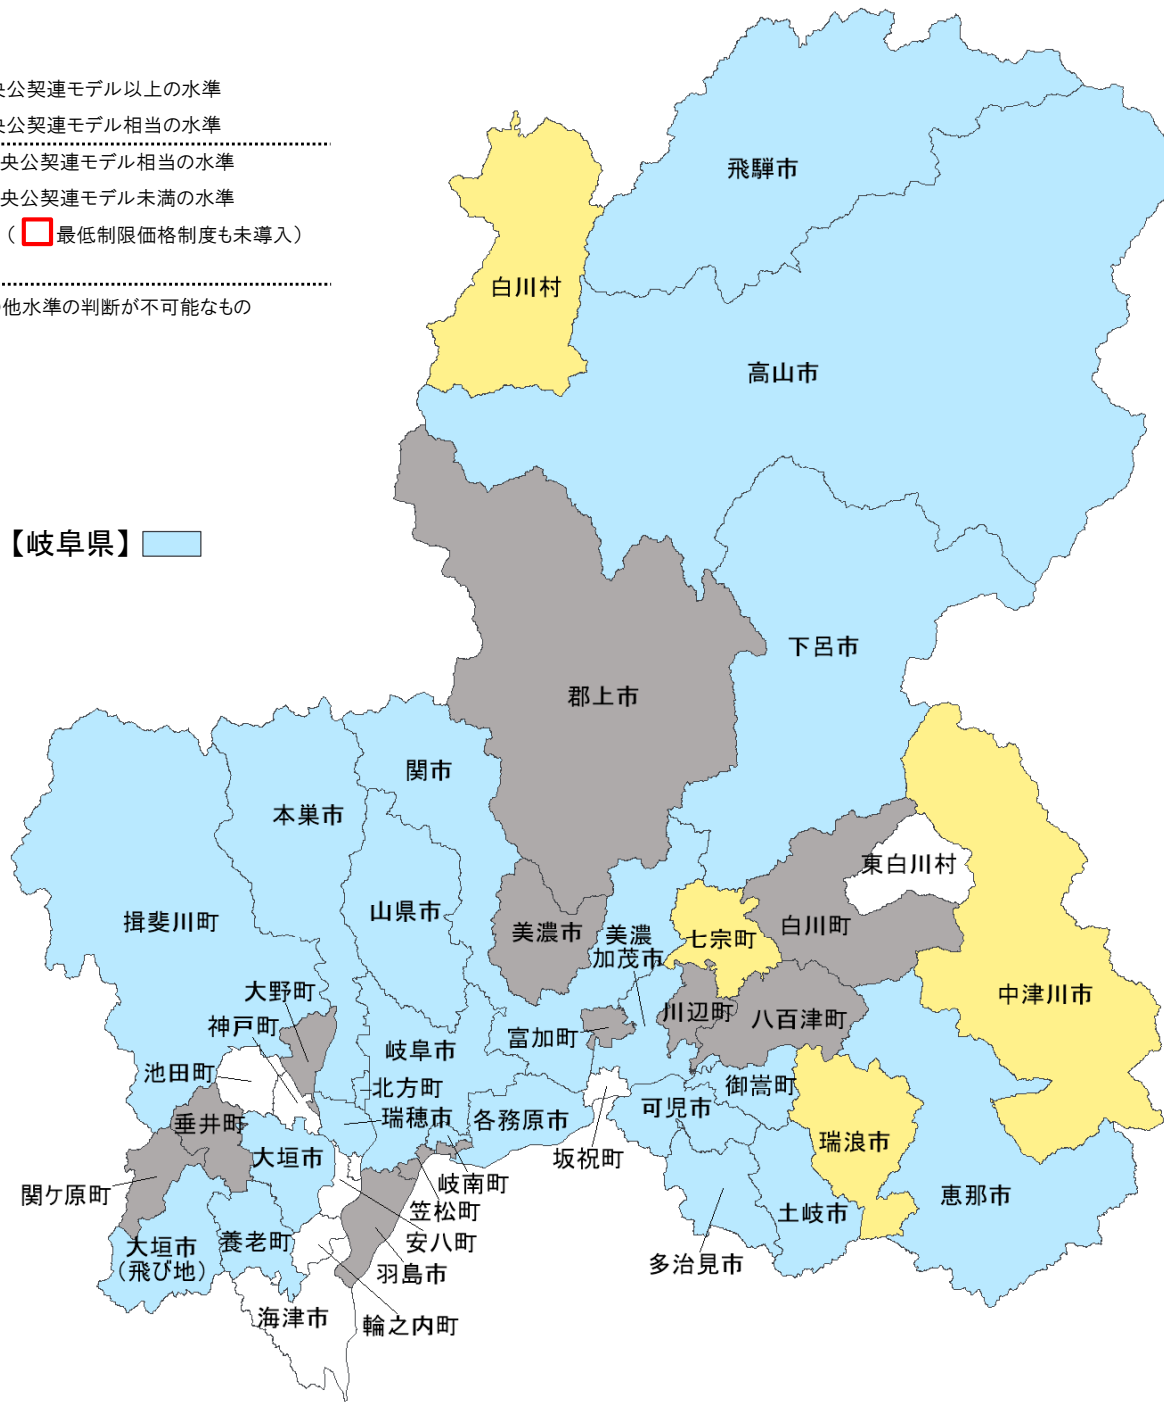 央公契連モデル以上の水準
央公契連モデル相当の水準
央公契連モデル相当の水準
央公契連モデル未満の水準
（ 最低制限価格制度も未導入）
他水準の判断が不可能なもの
【岐阜県】
飛騨市
白川村
高山市
下呂市
郡上市
関市
本巣市
東白川村
山県市
揖斐川町
美濃市
美濃
加茂市
七宗町
白川町
中津川市
大野町
神戸町
川辺町
八百津町
富加町
岐阜市
池田町
北方町
御嵩町
瑞穂市
各務原市
可児市
垂井町
大垣市
瑞浪市
坂祝町
関ケ原町
岐南町
恵那市
笠松町
土岐市
養老町
安八町
大垣市
（飛び地）
多治見市
羽島市
海津市
輪之内町